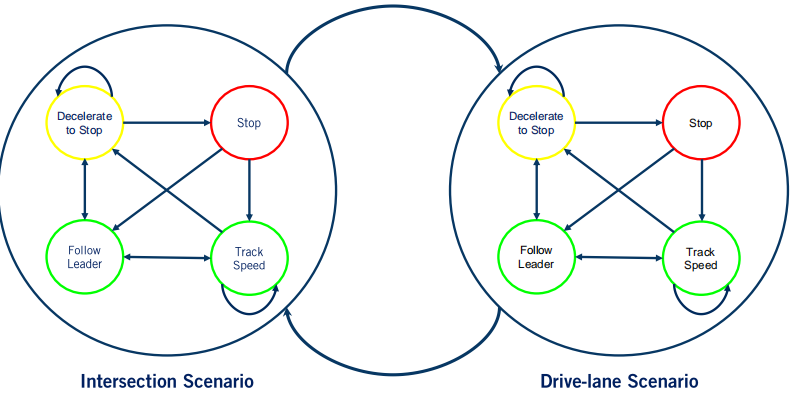 Decelerate
to Stop
Stop
Follow
Leader
Track
Speed
Intersection Scenario
Decelerate
to Stop
Stop
Follow
Leader
Track
Speed
Drive-lane Scenario